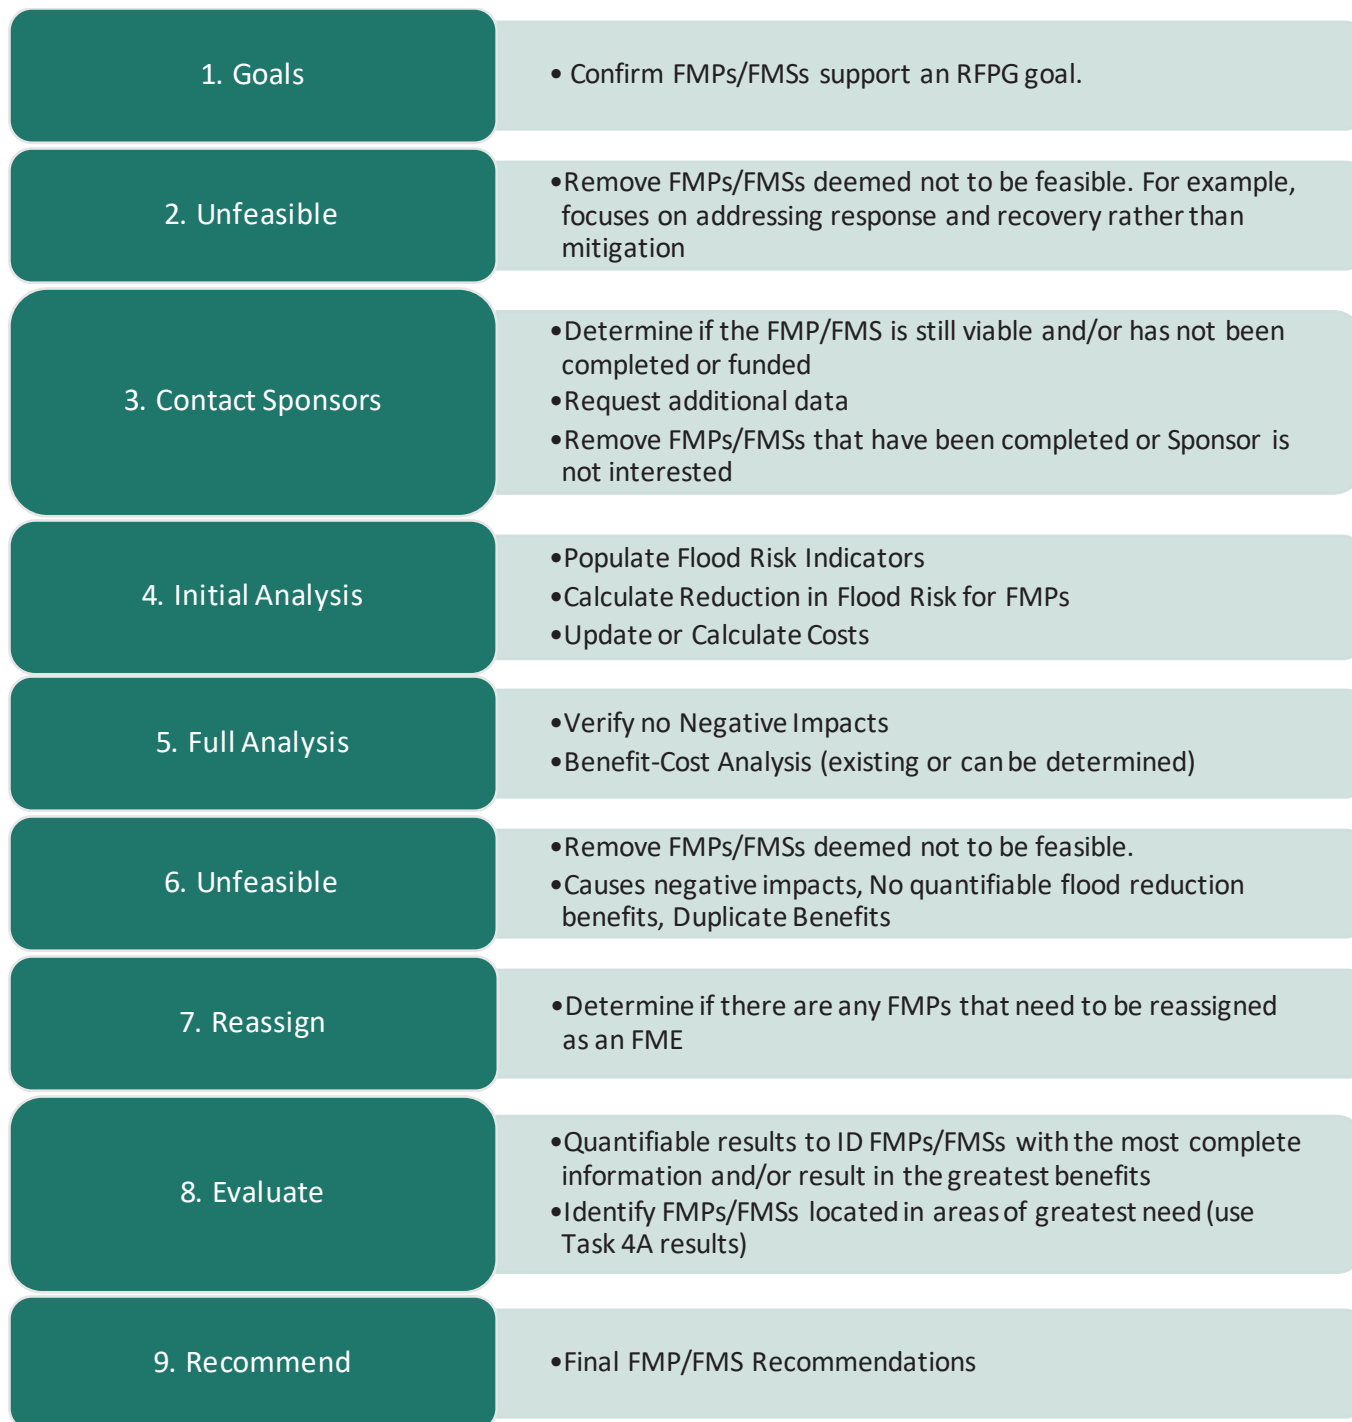 1. Goals
• Confirm FMPs/FMSs support an RFPG goal.
2. Unfeasible
•Remove FMPs/FMSs deemed not to be feasible. For example,
focuses on addressing response and recovery rather than
mitigation
3. Contact Sponsors
•Determine if the FMP/FMS is still viable and/or has not been
completed or funded
•Request additional data
•Remove FMPs/FMSs that have been completed or Sponsor is
not interested
4. Initial Analysis
•Populate Flood Risk Indicators
•Calculate Reduction in Flood Risk for FMPs
•Update or Calculate Costs
5. Full Analysis
•Verify no Negative Impacts
•Benefit-Cost Analysis (existing or can be determined)
6. Unfeasible
•Remove FMPs/FMSs deemed not to be feasible.
•Causes negative impacts, No quantifiable flood reduction
benefits, Duplicate Benefits
7. Reassign
•Determine if there are any FMPs that need to be reassigned
as an FME
8. Evaluate
•Quantifiable results to ID FMPs/FMSs with the most complete
information and/or result in the greatest benefits
•Identify FMPs/FMSs located in areas of greatest need (use
Task 4A results)
9. Recommend
•Final FMP/FMS Recommendations